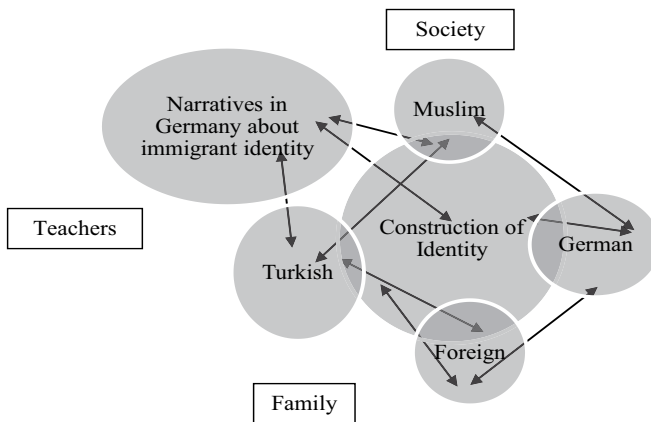 Society
Narratives in
Germany about
immigrant identity
Muslim
Teachers
Construction of
Identity
German
Turkish
Foreign
Family